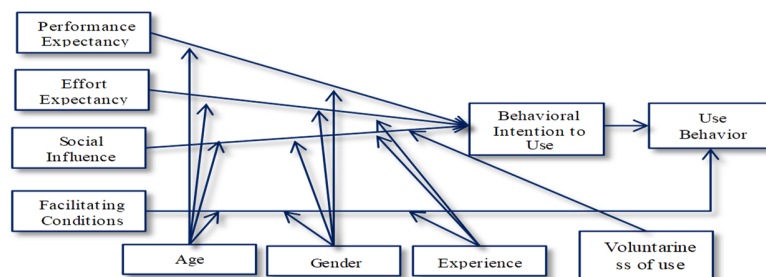 Performance
Expectancy
Effort
Expectancy
Social
Influence
Facilitating
Conditions
Behavioral
Intention to
Use
Use
Behavior
Age
Gender
Experience
Voluntarine
ss of use